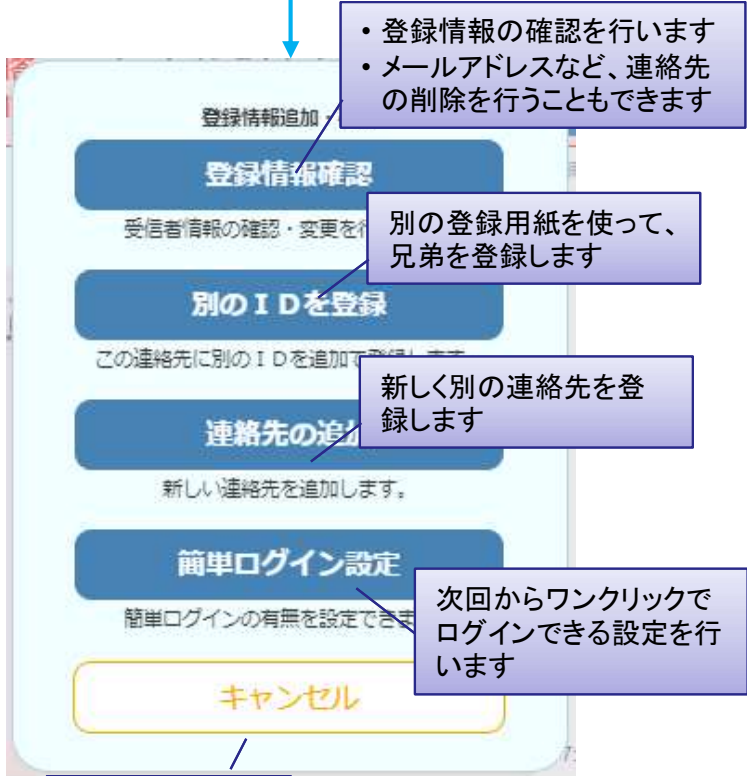 ・登録情報の確認を行います
・メールアドレスなど、連絡先
の削除を行うこともできます
登録情報追加・
登録情報確認
受信者情報の確認・変更を
別の登録用紙を使って、
兄弟を登録します
別のIDを登録
この連絡先に別のIDを追加で登録します
新しく別の連絡先を登
録します
連絡先の追加
新しい連絡先を追加します。
簡単ログイン設定
簡単ログインの有無を設定できま
次回からワンクリックで
ログインできる設定を行
います
キャンセル